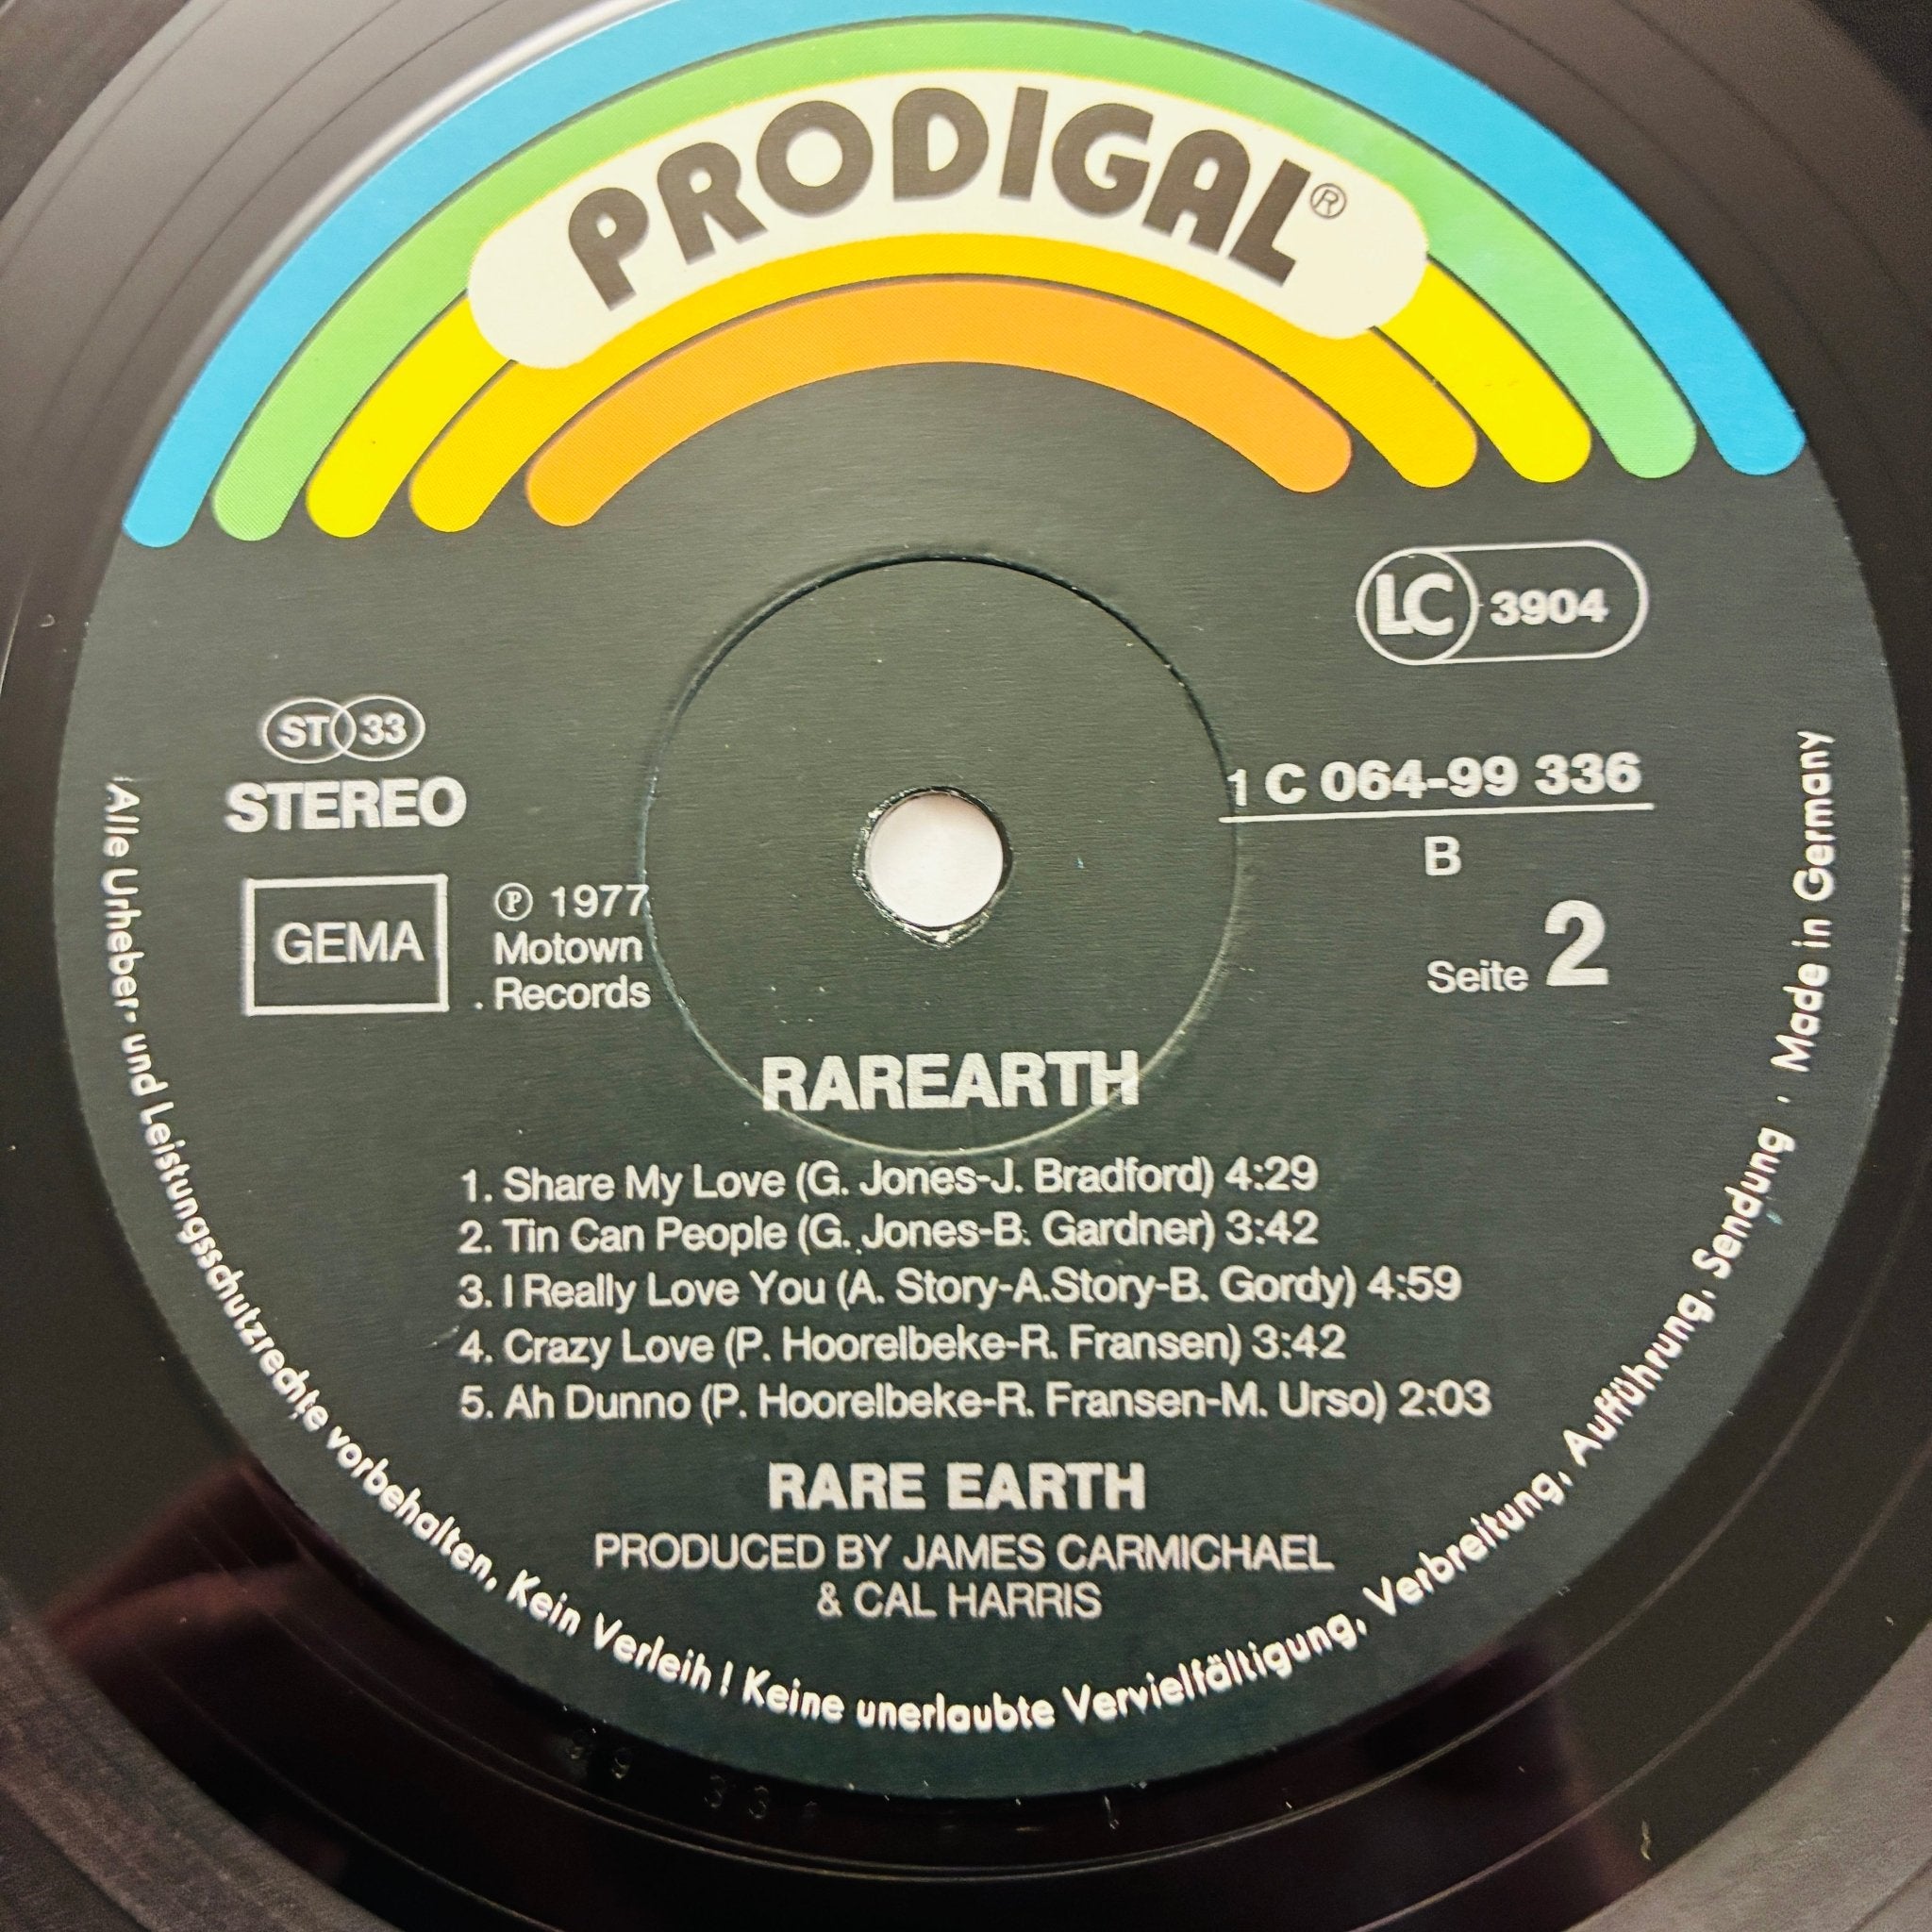 PRODIGAL®
LC 3904
ST 33
STEREO
1 C 064-99 336
B
GEMA
℗ 1977
Motown
. Records
Seite 2
RAREARTH
1. Share My Love (G. Jones-J. Bradford) 4:29
2. Tin Can People (G. Jones-B. Gardner) 3:42
3. I Really Love You (A. Story-A.Story-B. Gordy) 4:59
4. Crazy Love (P. Hoorelbeke-R. Fransen) 3:42
5. Ah Dunno (P. Hoorelbeke-R. Fransen-M. Urso) 2:03
RARE EARTH
PRODUCED BY JAMES CARMICHAEL
& CAL HARRIS
Alle Urheber- und Leistungsschutzrechte vorbehalten. Kein Verleih! Keine unerlaubte Vervielfältigung, Verbreitung, Aufführung, Sendung · Made in Germany